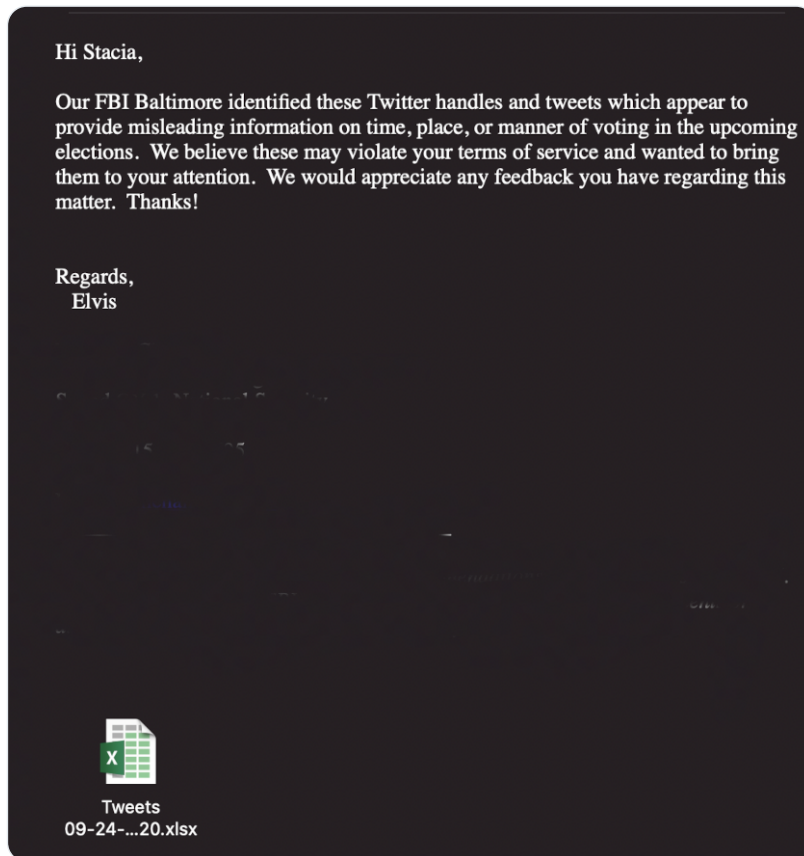 Hi Stacia,
Our FBI Baltimore identified these Twitter handles and tweets which appear to
provide misleading information on time, place, or manner of voting in the upcoming
elections.  We believe these may violate your terms of service and wanted to bring
them to your attention.  We would appreciate any feedback you have regarding this
matter.  Thanks!
Regards,
Elvis
Tweets
09-24-...20.xlsx